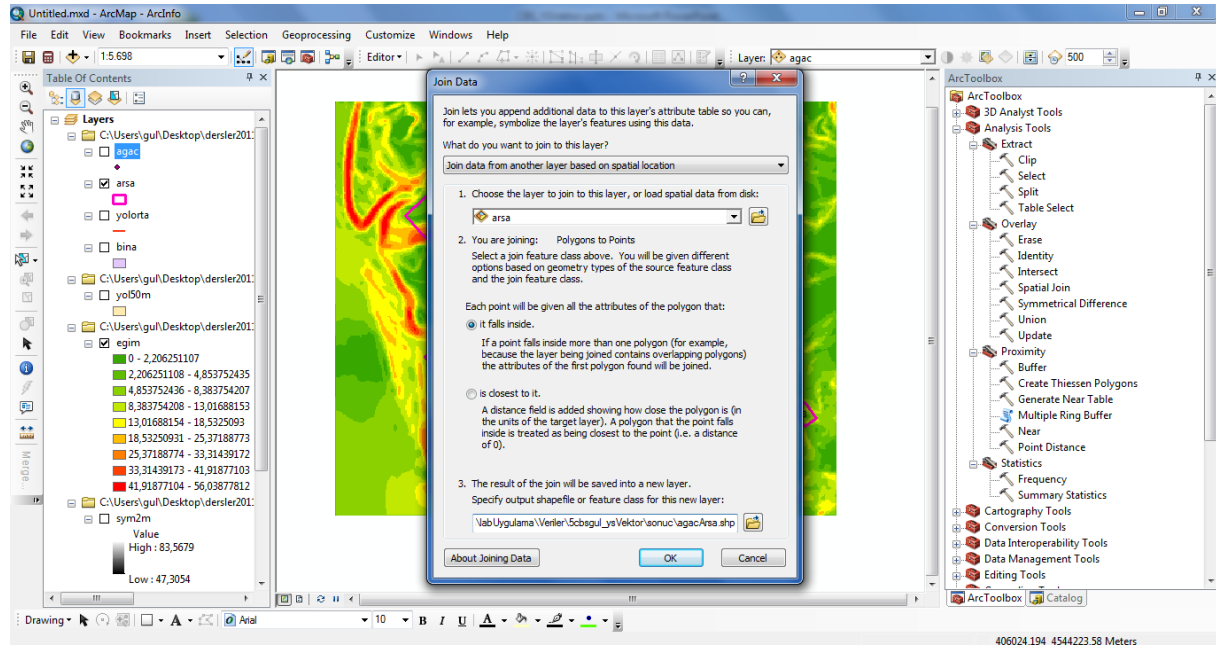 Untitled.mxd - ArcMap - ArcInfo
File Edit View Bookmarks Insert Selection Geoprocessing Customize Windows Help
1:5.698
Editor
Layer: agac
500
Table Of Contents
Layers
C:\Users\gul\Desktop\dersler201
agac
arsa
yolorta
bina
C:\Users\gul\Desktop\dersler201
yol50m
C:\Users\gul\Desktop\dersler201
egim
0 - 2,206251107
2,206251108 - 4,853752435
4,853752436 - 8,383754207
8,383754208 - 13,01688153
13,01688154 - 18,5325093
18,53250931 - 25,37188773
25,37188774 - 33,31439172
33,31439173 - 41,91877103
41,91877104 - 56,03877812
C:\Users\gul\Desktop\dersler201
sym2m
Value
High : 83,5679
Low : 47,3054
Merge
Join Data
Join lets you append additional data to this layer's attribute table so you can,
for example, symbolize the layer's features using this data.
What do you want to join to this layer?
Join data from another layer based on spatial location
1. Choose the layer to join to this layer, or load spatial data from disk:
arsa
2. You are joining: Polygons to Points
Select a join feature class above. You will be given different
options based on geometry types of the source feature class
and the join feature class.
Each point will be given all the attributes of the polygon that:
it falls inside.
If a point falls inside more than one polygon (for example,
because the layer being joined contains overlapping polygons)
the attributes of the first polygon found will be joined.
is closest to it.
A distance field is added showing how close the polygon is (in
the units of the target layer). A polygon that the point falls
inside is treated as being closest to the point (i.e. a distance
of 0).
3. The result of the join will be saved into a new layer.
Specify output shapefile or feature class for this new layer:
\labUygulama\Veriler\5cbsgul_ysVektor\sonuc\agacArsa.shp
About Joining Data
OK
Cancel
ArcToolbox
ArcToolbox
3D Analyst Tools
Analysis Tools
Extract
Clip
Select
Split
Table Select
Overlay
Erase
Identity
Intersect
Spatial Join
Symmetrical Difference
Union
Update
Proximity
Buffer
Create Thiessen Polygons
Generate Near Table
Multiple Ring Buffer
Near
Point Distance
Statistics
Frequency
Summary Statistics
Cartography Tools
Conversion Tools
Data Interoperability Tools
Data Management Tools
Editing Tools
ArcToolbox Catalog
Drawing
A
Arial
10
B I U A
406024,194 4544223,58 Meters